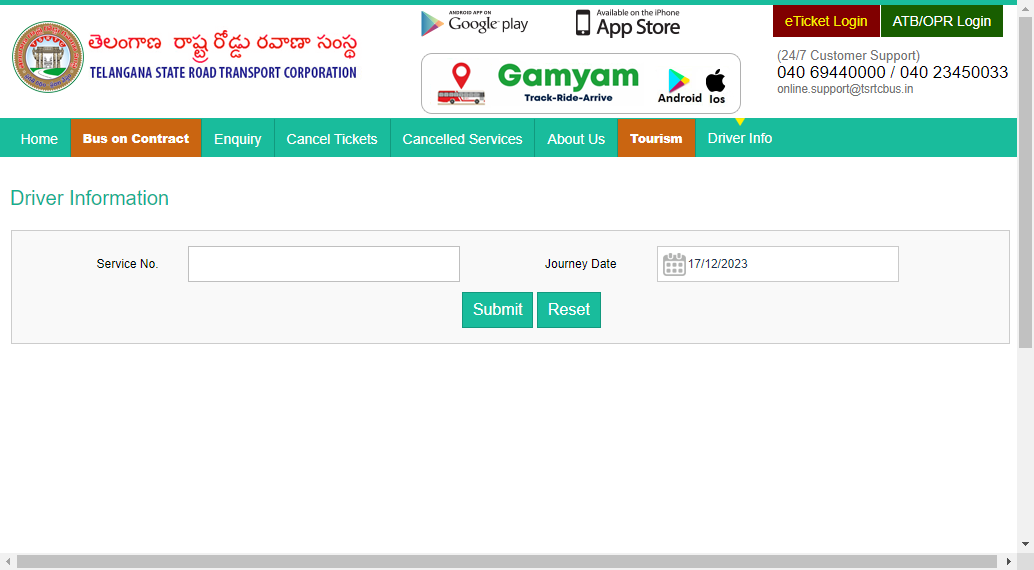 తెలంగాణ రాష్ట్ర రోడ్డు రవాణా సంస్థ
TELANGANA STATE ROAD TRANSPORT CORPORATION
ANDROID APP ON
Google play
Available on the iPhone
App Store
Gamyam
Track-Ride-Arrive
Android Ios
eTicket Login
ATB/OPR Login
(24/7 Customer Support)
040 69440000 / 040 23450033
online.support@tsrtcbus.in
Home Bus on Contract Enquiry Cancel Tickets Cancelled Services About Us Tourism Driver Info
Driver Information
Service No. Journey Date 17/12/2023
Submit Reset